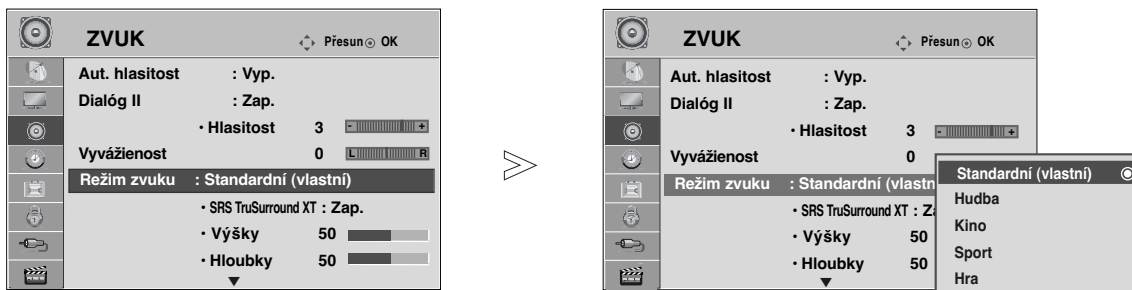 ZVUK
Přesun OK
Aut. hlasitost : Vyp.
Dialóg II : Zap.
• Hlasitost 3 - +
Vyvážienost 0 L R
Režim zvuku : Standardní (vlastní)
• SRS TruSurround XT : Zap.
• Výšky 50
• Hloubky 50
ZVUK
Přesun OK
Aut. hlasitost : Vyp.
Dialóg II : Zap.
• Hlasitost 3 - +
Vyvážienost 0
Režim zvuku : Standardní (vlastn
• SRS TruSurround XT : Za
• Výšky 50
• Hloubky 50
Standardní (vlastní)
Hudba
Kino
Sport
Hra